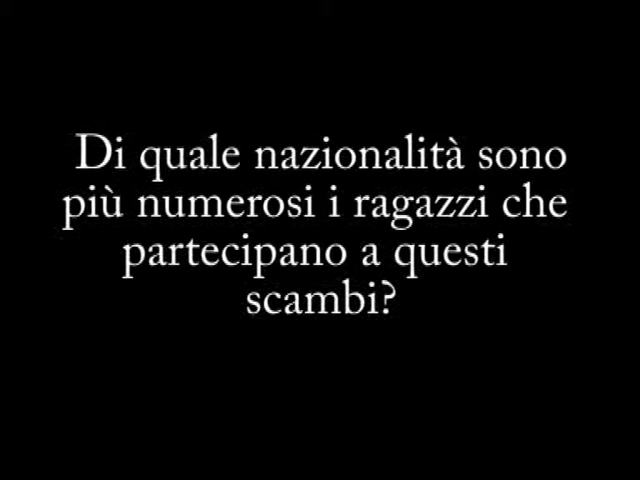 Di quale nazionalità sono
più numerosi i ragazzi che
partecipano a questi
scambi?